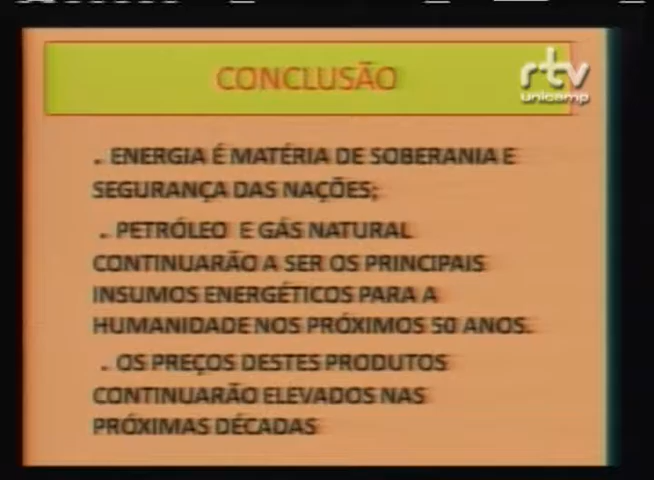 CONCLUSÃO
rtv
unicamp
. ENERGIA É MATÉRIA DE SOBERANIA E
SEGURANÇA DAS NAÇÕES;
. PETRÓLEO E GÁS NATURAL
CONTINUARÃO A SER OS PRINCIPAIS
INSUMOS ENERGÉTICOS PARA A
HUMANIDADE NOS PRÓXIMOS 50 ANOS.
. OS PREÇOS DESTES PRODUTOS
CONTINUARÃO ELEVADOS NAS
PRÓXIMAS DÉCADAS